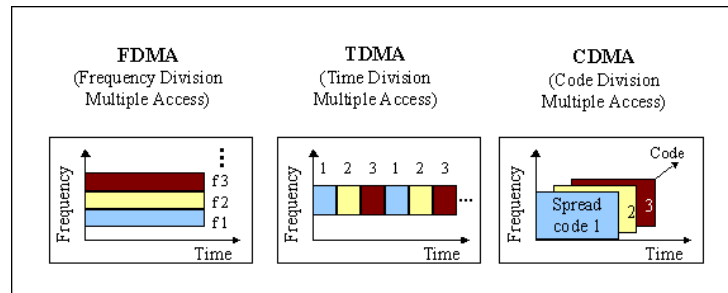 FDMA
(Frequency Division
Multiple Access)
Frequency
f3
f2
f1
Time
TDMA
(Time Division
Multiple Access)
Frequency
1 2 3 1 2 3
...
Time
CDMA
(Code Division
Multiple Access)
Frequency
Code
Spread
code 1
2
3
Time